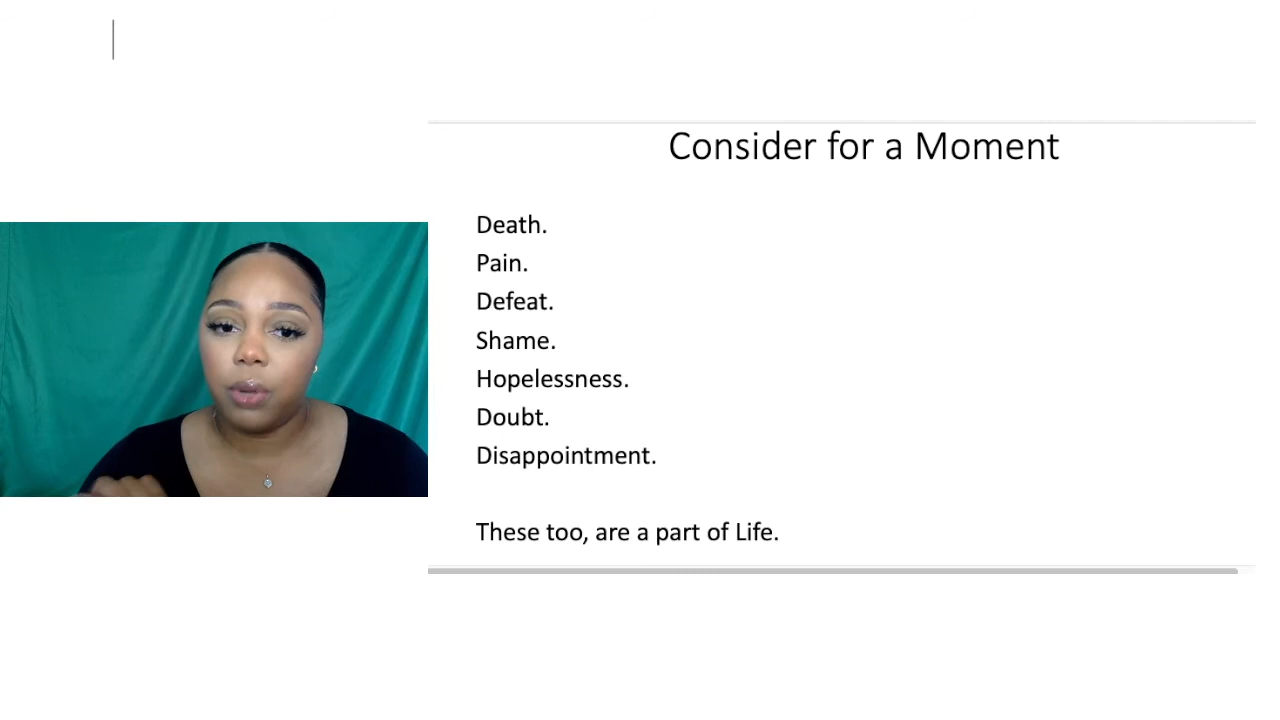 Consider for a Moment
Death.
Pain.
Defeat.
Shame.
Hopelessness.
Doubt.
Disappointment.
These too, are a part of Life.